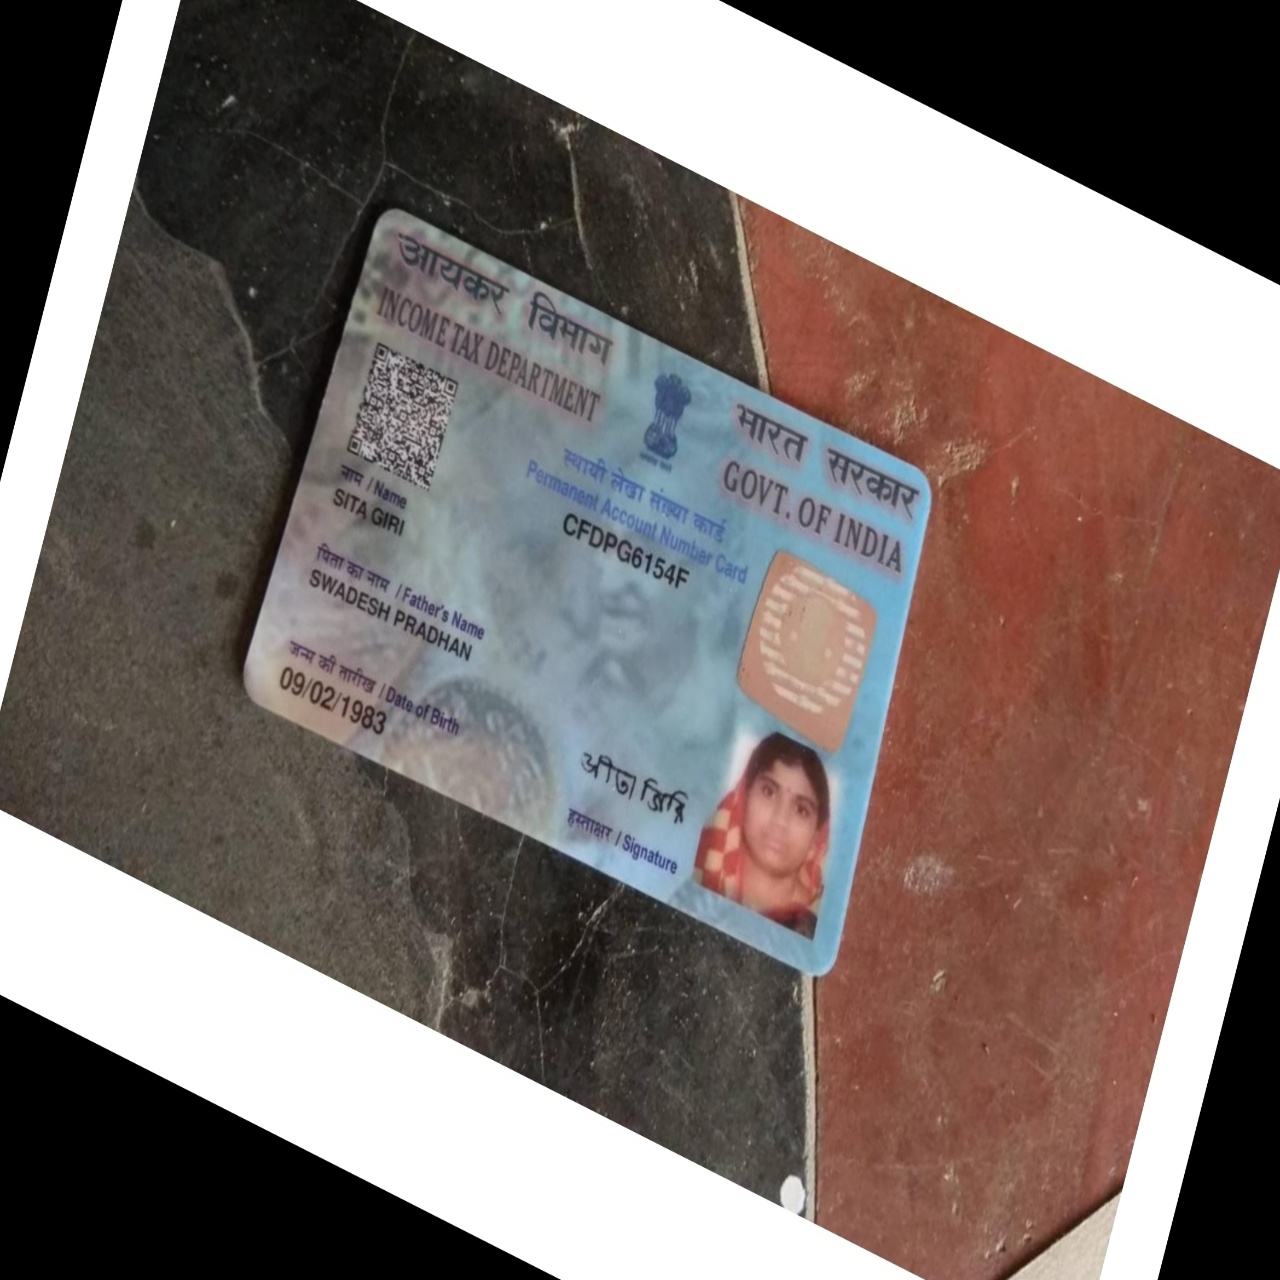 आयकर विभाग
INCOME TAX DEPARTMENT
भारत सरकार
GOVT. OF INDIA
स्थायी लेखा संख्या कार्ड
Permanent Account Number Card
CFDPG6154F
नाम / Name
SITA GIRI
पिता का नाम / Father's Name
SWADESH PRADHAN
जन्म की तारीख / Date of Birth
09/02/1983
हस्ताक्षर / Signature